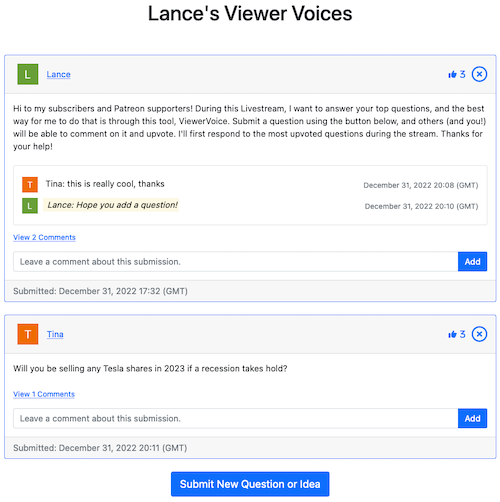 Lance's Viewer Voices
L Lance 3
Hi to my subscribers and Patreon supporters! During this Livestream, I want to answer your top questions, and the best
way for me to do that is through this tool, ViewerVoice. Submit a question using the button below, and others (and you!)
will be able to comment on it and upvote. I'll first respond to the most upvoted questions during the stream. Thanks for
your help!
T Tina: this is really cool, thanks December 31, 2022 20:08 (GMT)
L Lance: Hope you add a question! December 31, 2022 20:10 (GMT)
View 2 Comments
Leave a comment about this submission. Add
Submitted: December 31, 2022 17:32 (GMT)
T Tina 3
Will you be selling any Tesla shares in 2023 if a recession takes hold?
View 1 Comments
Leave a comment about this submission. Add
Submitted: December 31, 2022 20:11 (GMT)
Submit New Question or Idea